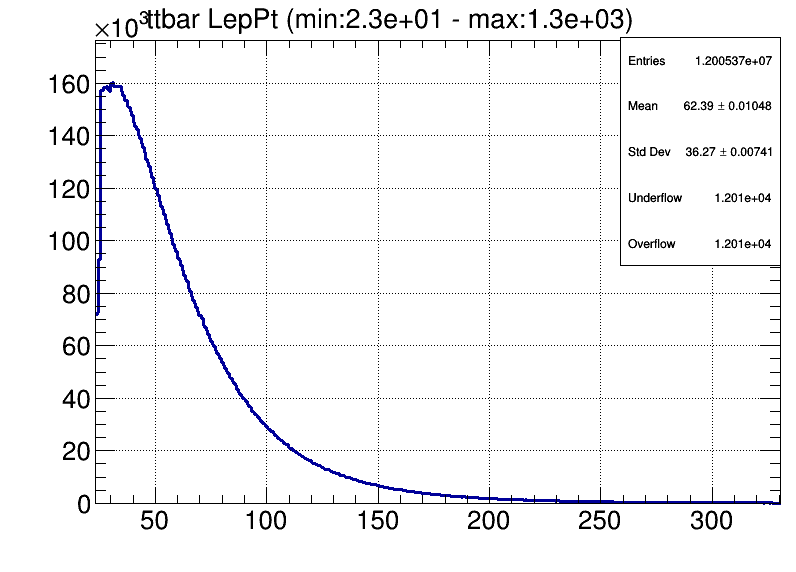 ×10³ ttbar LepPt (min:2.3e+01 - max:1.3e+03)
Entries 1.200537e+07
Mean 62.39 ± 0.01048
Std Dev 36.27 ± 0.00741
Underflow 1.201e+04
Overflow 1.201e+04
160
140
120
100
80
60
40
20
0
50 100 150 200 250 300